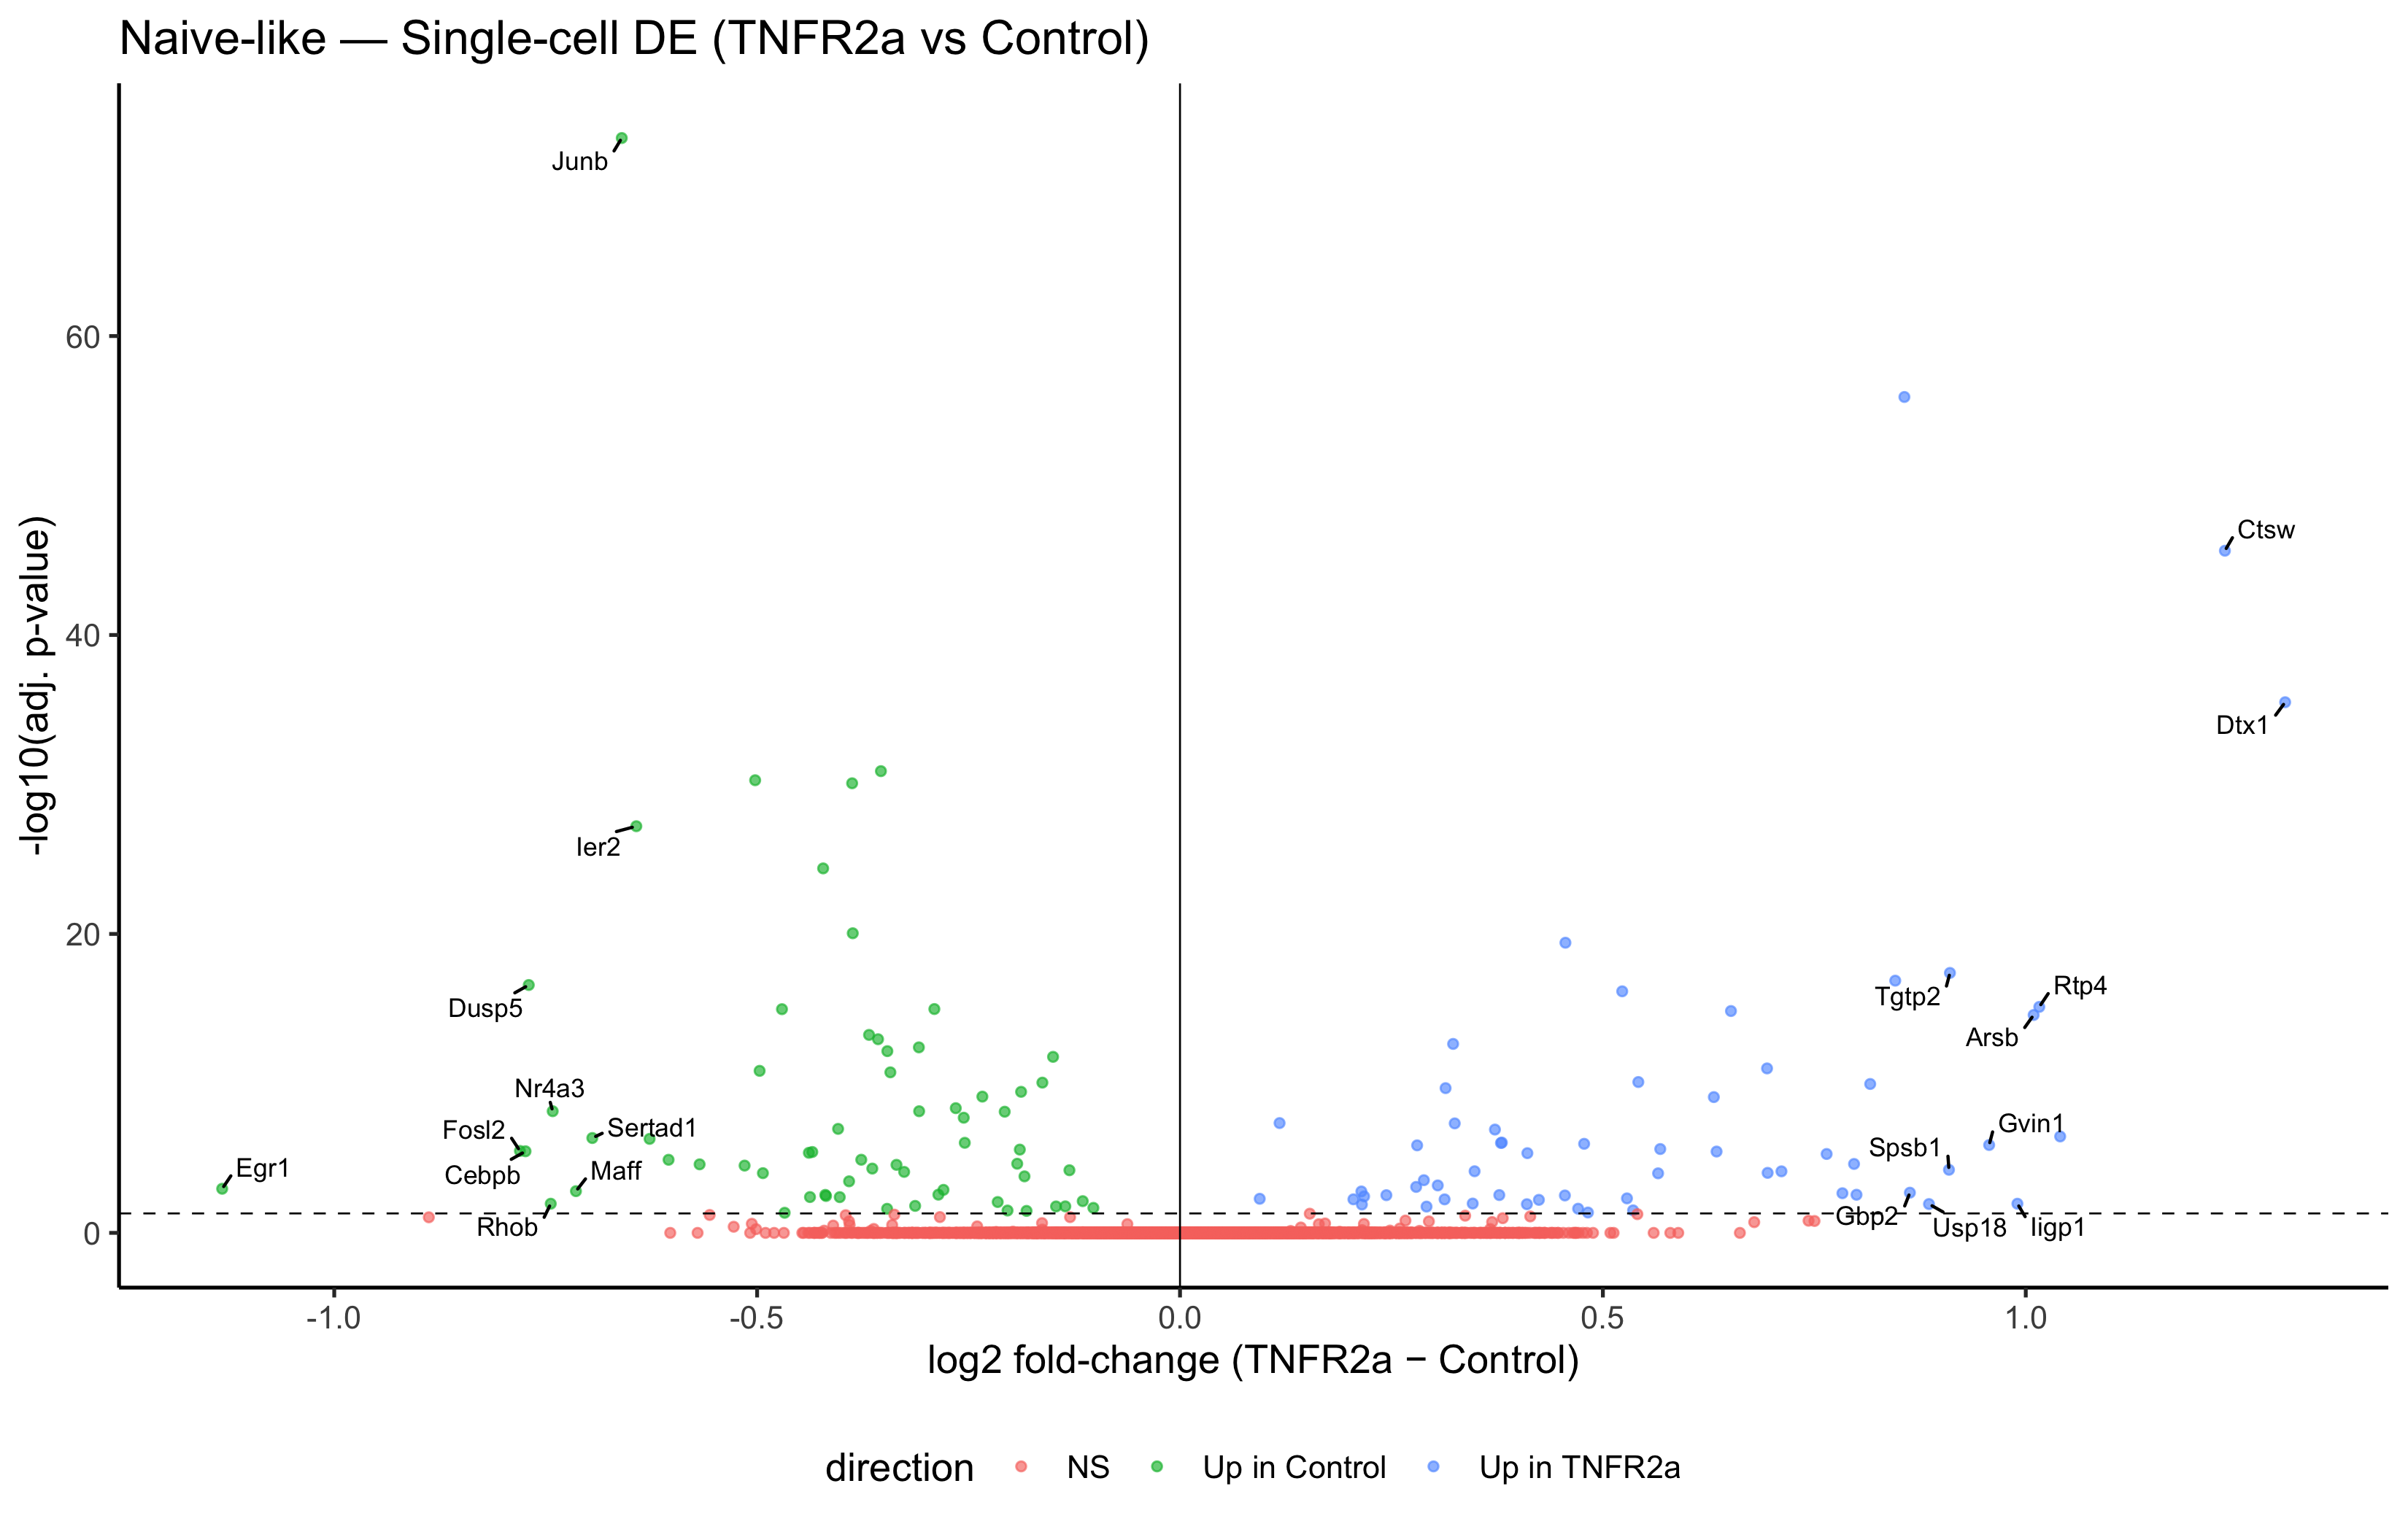 Naive-like — Single-cell DE (TNFR2a vs Control)
Junb
60
Ctsw
40
Dtx1
-log10(adj. p-value)
Ier2
20
Dusp5
Tgtp2
Rtp4
Arsb
Nr4a3
Fosl2
Sertad1
Gvin1
Spsb1
Egr1
Cebpb
Maff
Rhob
Gbp2
Usp18
Iigp1
0
-1.0
-0.5
0.0
0.5
1.0
log2 fold-change (TNFR2a − Control)
direction NS Up in Control Up in TNFR2a